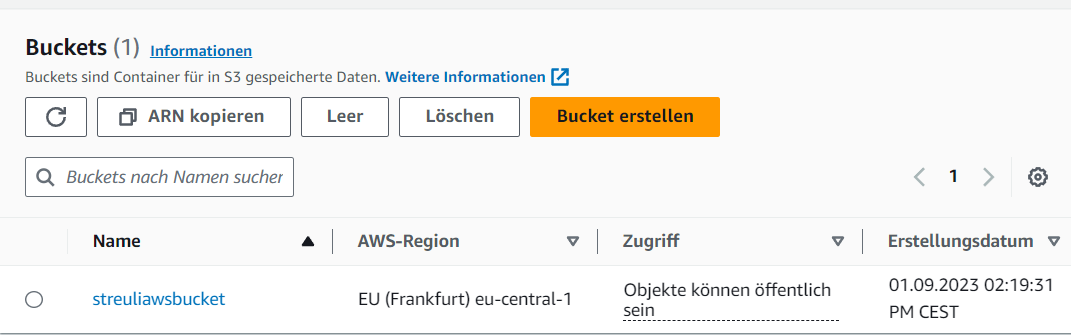 Buckets (1) Informationen
Buckets sind Container für in S3 gespeicherte Daten. Weitere Informationen
ARN kopieren Leer Löschen Bucket erstellen
Buckets nach Namen sucher
1
Name AWS-Region Zugriff Erstellungsdatum
streuliawsbucket EU (Frankfurt) eu-central-1 Objekte können öffentlich 01.09.2023 02:19:31
sein PM CEST